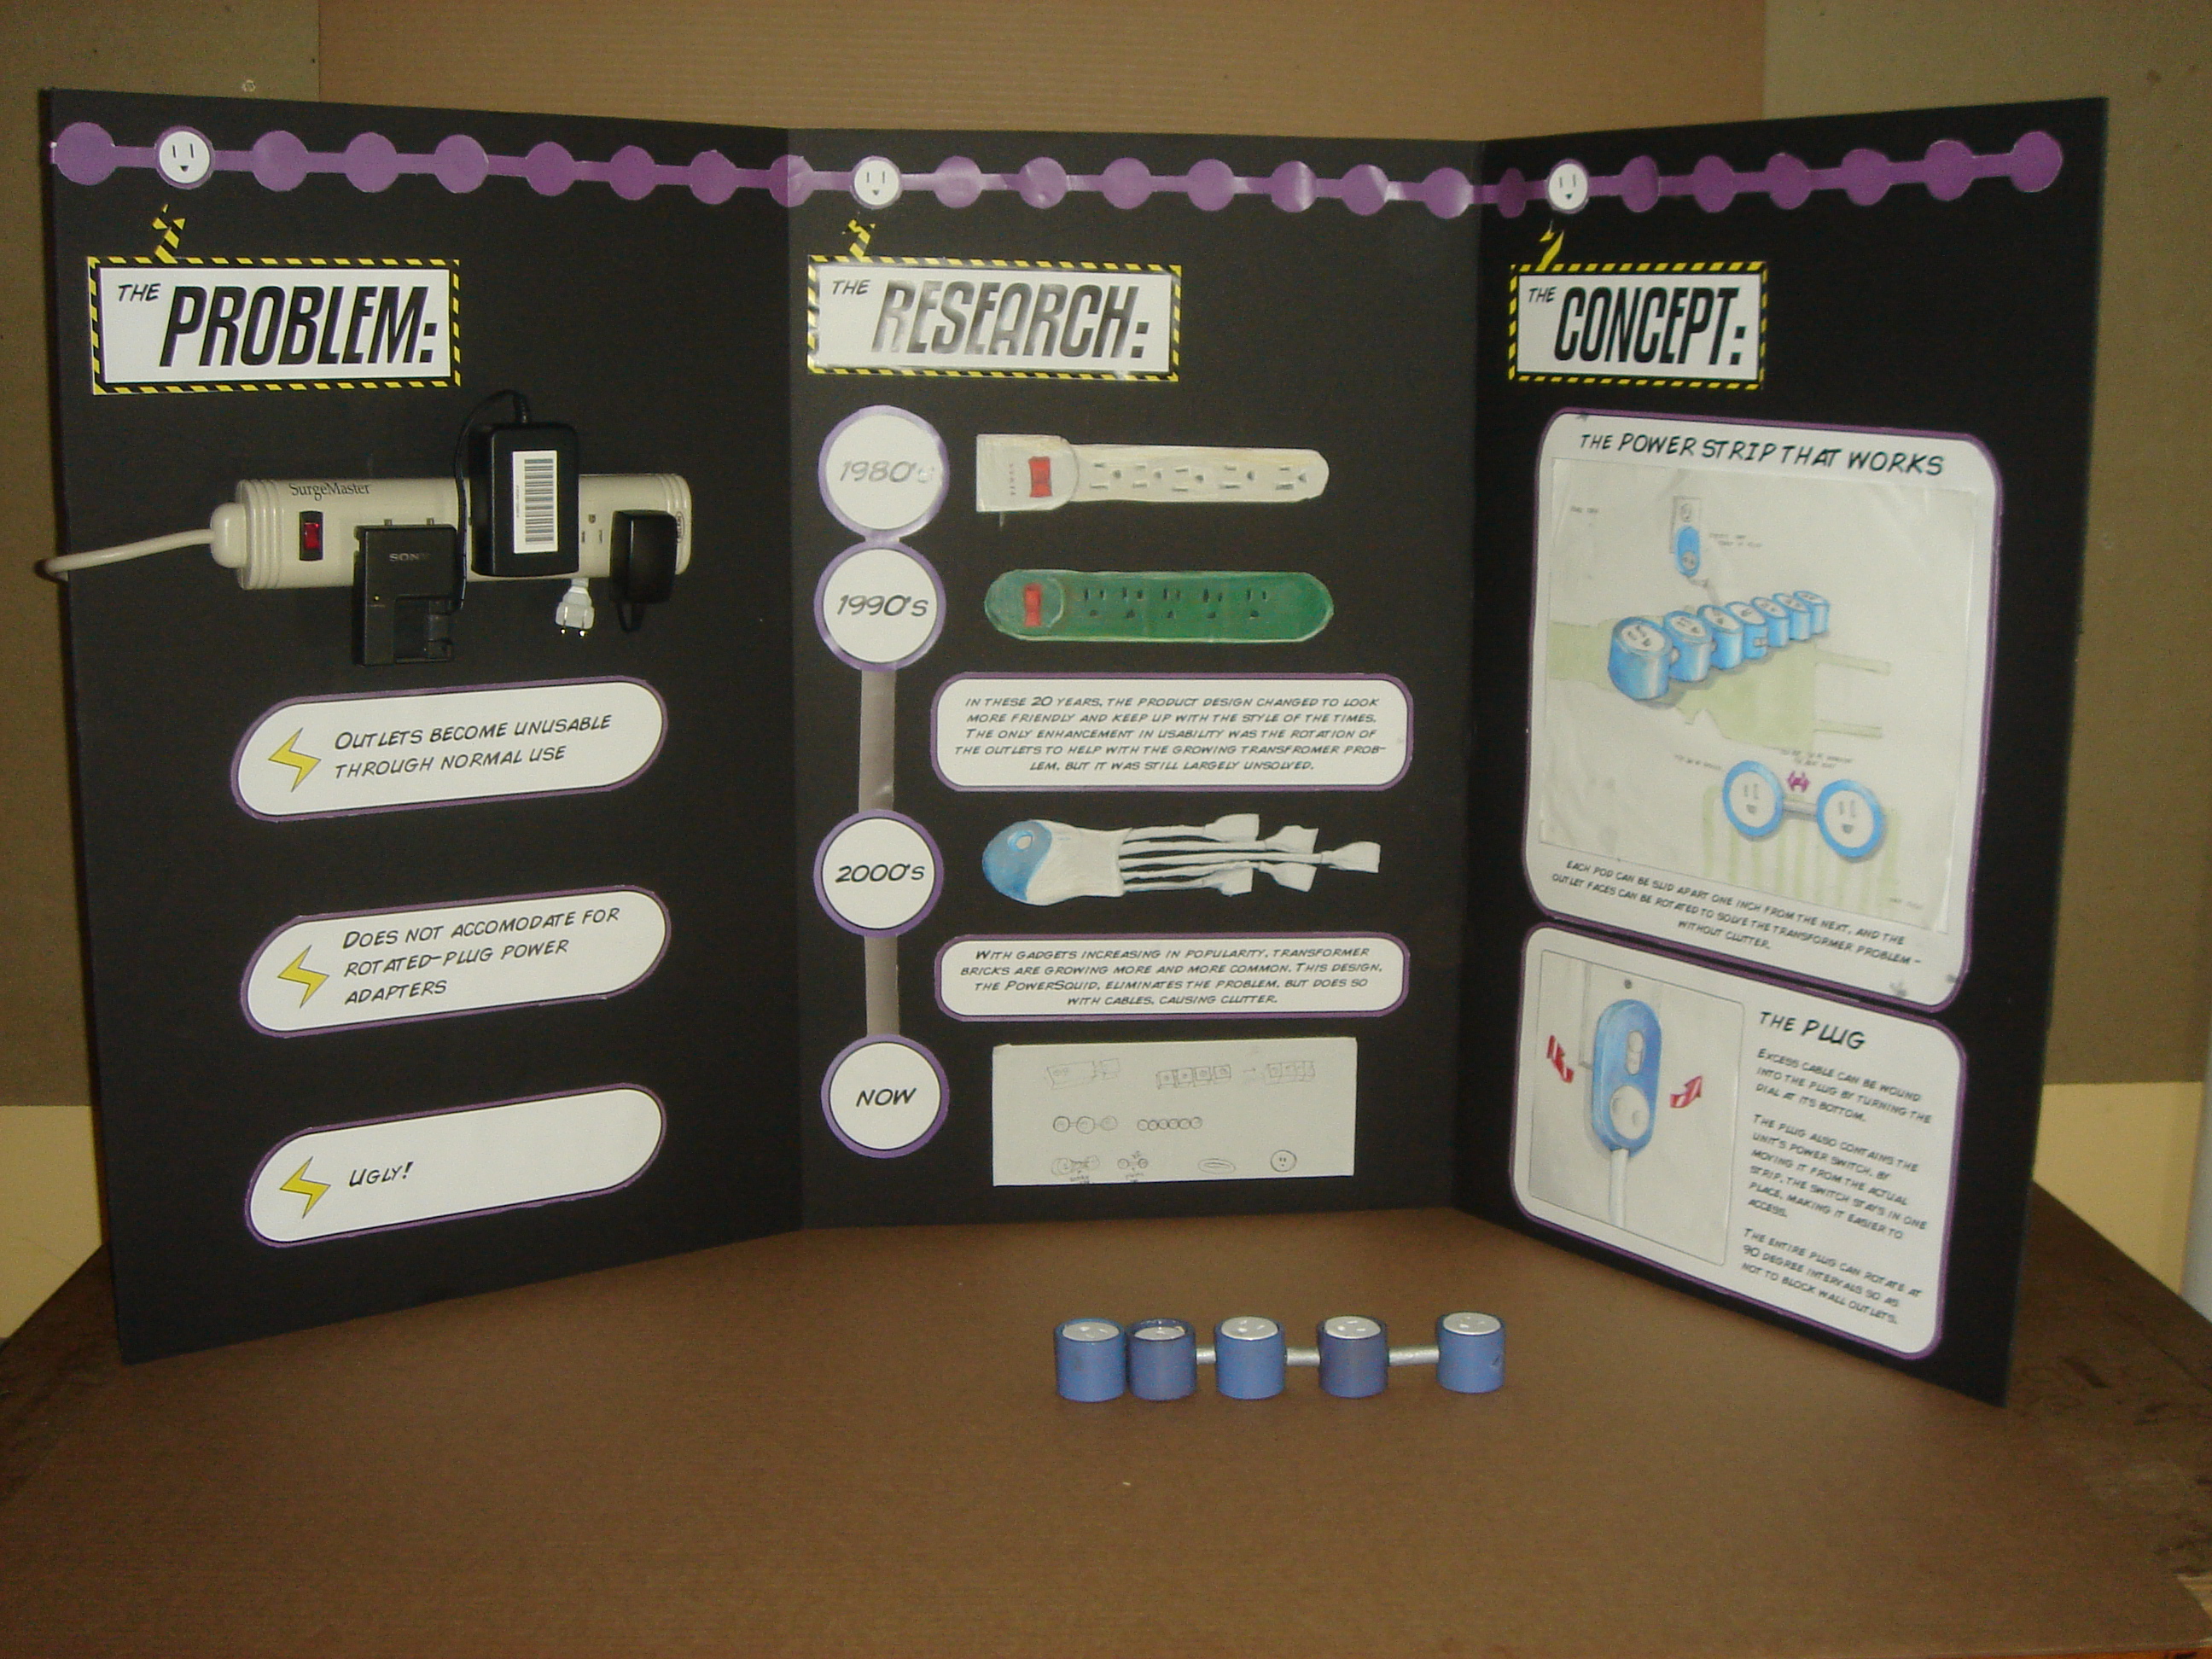 THE PROBLEM:
SurgeMaster
SONY
OUTLETS BECOME UNUSABLE
THROUGH NORMAL USE
DOES NOT ACCOMODATE FOR
ROTATED-PLUG POWER
ADAPTERS
UGLY!
THE RESEARCH:
1980's
1990's
IN THESE 20 YEARS, THE PRODUCT DESIGN CHANGED TO LOOK
MORE FRIENDLY AND KEEP UP WITH THE STYLE OF THE TIMES.
THE ONLY ENHANCEMENT IN USABILITY WAS THE ROTATION OF
THE OUTLETS TO HELP WITH THE GROWING TRANSFROMER PROB-
LEM, BUT IT WAS STILL LARGELY UNSOLVED.
2000's
WITH GADGETS INCREASING IN POPULARITY, TRANSFORMER
BRICKS ARE GROWING MORE AND MORE COMMON. THIS DESIGN,
THE POWERSQUID, ELIMINATES THE PROBLEM, BUT DOES SO
WITH CABLES, CAUSING CLUTTER.
NOW
THE CONCEPT:
THE POWER STRIP THAT WORKS
EACH POD CAN BE SLID APART ONE INCH FROM THE NEXT, AND THE
OUTLET FACES CAN BE ROTATED TO SOLVE THE TRANSFORMER PROBLEM -
WITHOUT CLUTTER.
THE PLUG
EXCESS CABLE CAN BE WOUND
INTO THE PLUG BY TURNING THE
DIAL AT ITS BOTTOM.
THE PLUG ALSO CONTAINS THE
UNIT'S POWER SWITCH. BY
MOVING IT FROM THE ACTUAL
STRIP, THE SWITCH STAYS IN ONE
PLACE, MAKING IT EASIER TO
ACCESS.
THE ENTIRE PLUG CAN ROTATE AT
90 DEGREE INTERVALS SO AS
NOT TO BLOCK WALL OUTLETS.